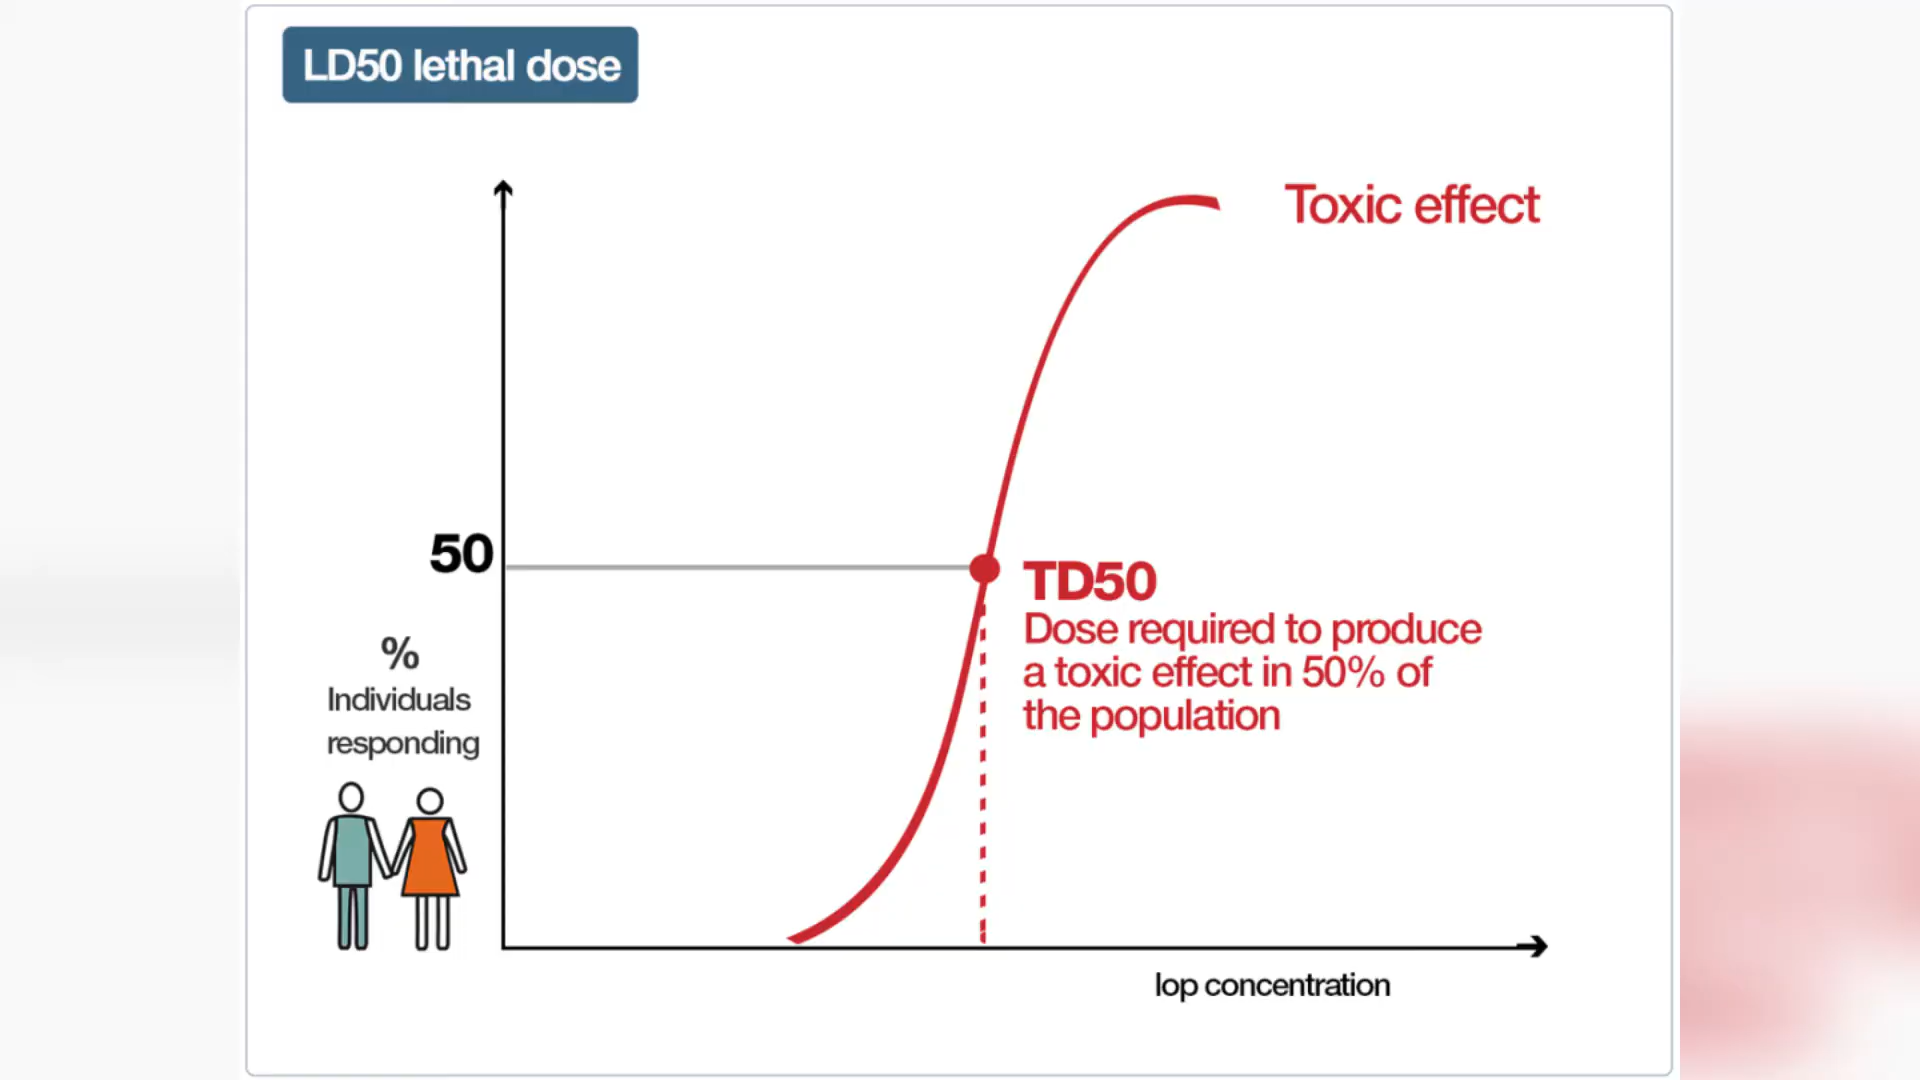 LD50 lethal dose
Toxic effect
50
TD50
Dose required to produce
a toxic effect in 50% of
the population
%
Individuals
responding
lop concentration